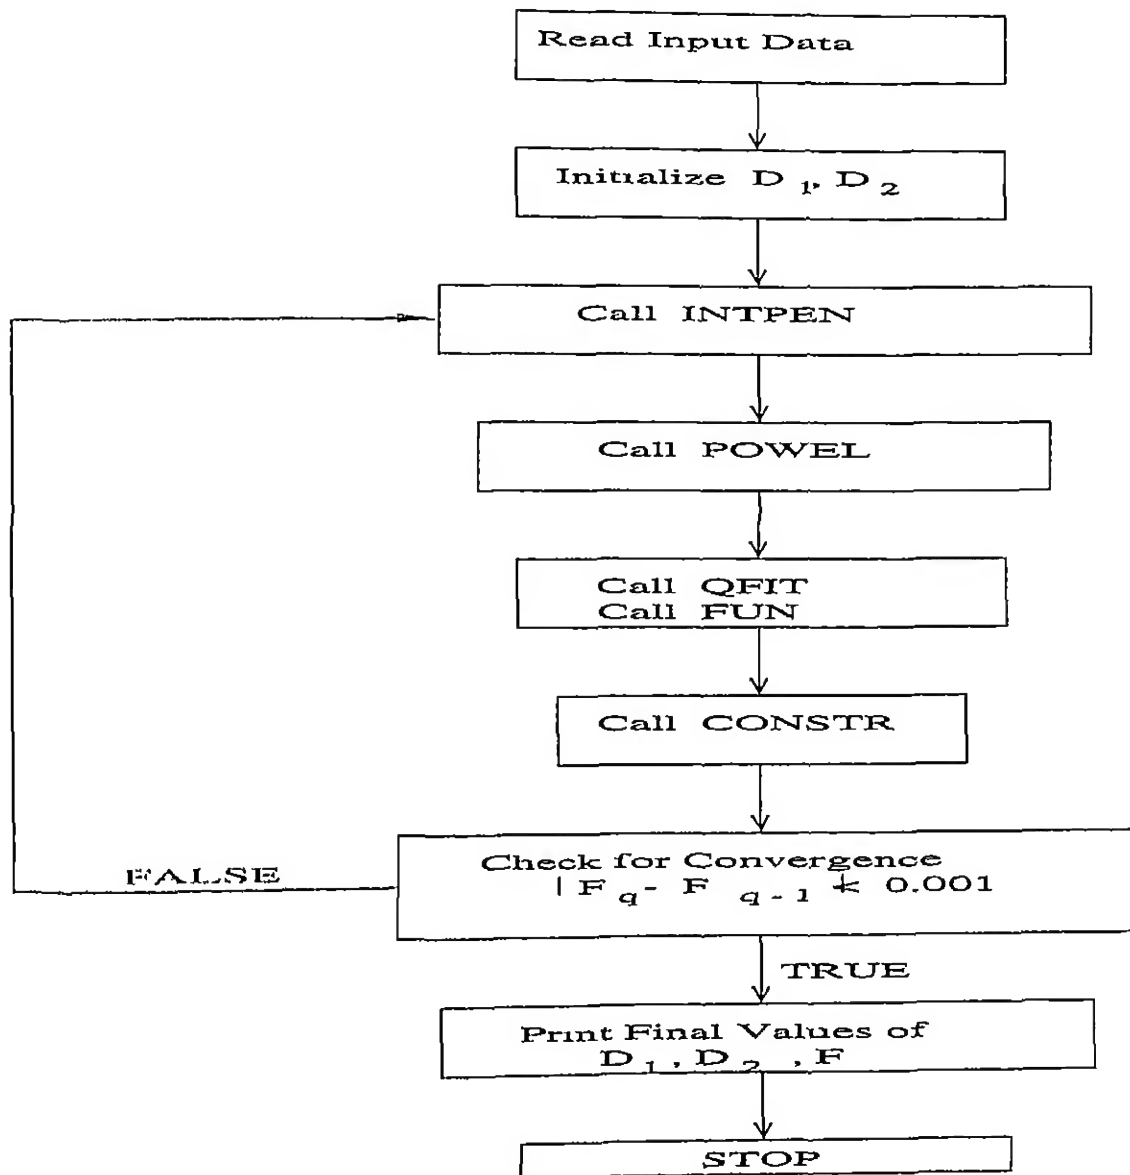 Read Input Data
Initialize D 1, D 2
Call INTPEN
Call POWEL
Call QFIT
Call FUN
Call CONSTR
Check for Convergence
| F q - F q - 1 |< 0.001
FALSE
TRUE
Print Final Values of
D 1 , D 2 , F
STOP